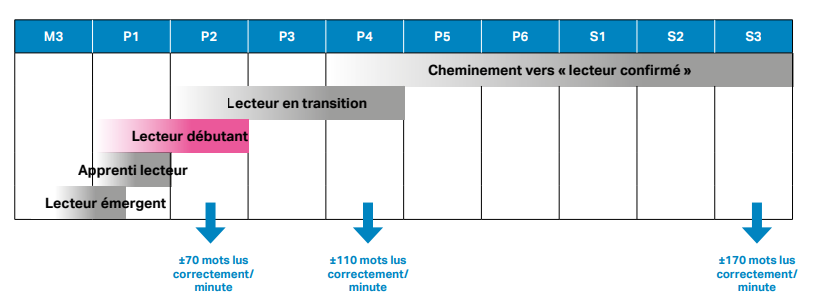 M3 P1 P2 P3 P4 P5 P6 S1 S2 S3
Cheminement vers « lecteur confirmé »
Lecteur en transition
Lecteur débutant
Apprenti lecteur
Lecteur émergent
±70 mots lus
correctement/
minute
±110 mots lus
correctement/
minute
±170 mots lus
correctement/
minute